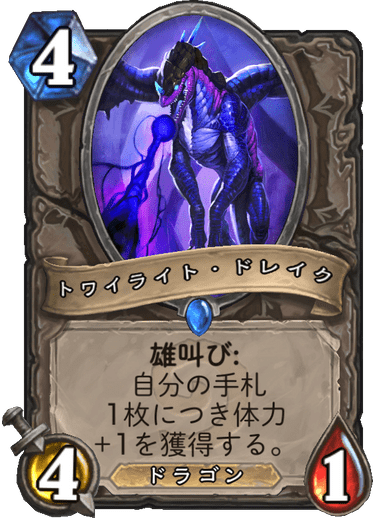 4
トワイライト・ドレイク
雄叫び:
自分の手札
1枚につき体力
+1を獲得する。
4
ドラゴン
1